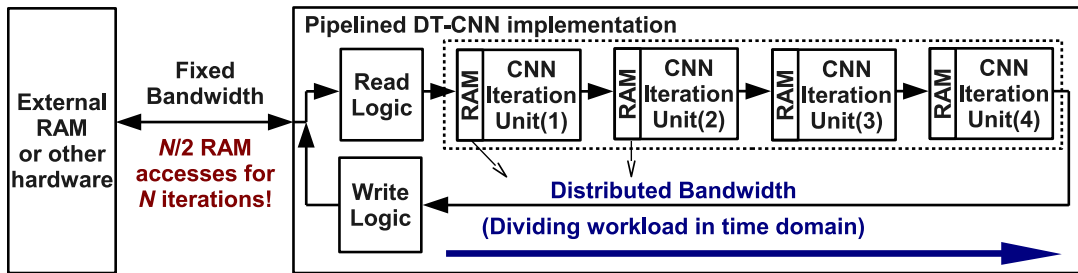 Pipelined DT-CNN implementation
External
RAM
or other
hardware
Fixed
Bandwidth
N/2 RAM
accesses for
N iterations!
Read
Logic
Write
Logic
RAM
CNN
Iteration
Unit(1)
RAM
CNN
Iteration
Unit(2)
RAM
CNN
Iteration
Unit(3)
RAM
CNN
Iteration
Unit(4)
Distributed Bandwidth
(Dividing workload in time domain)